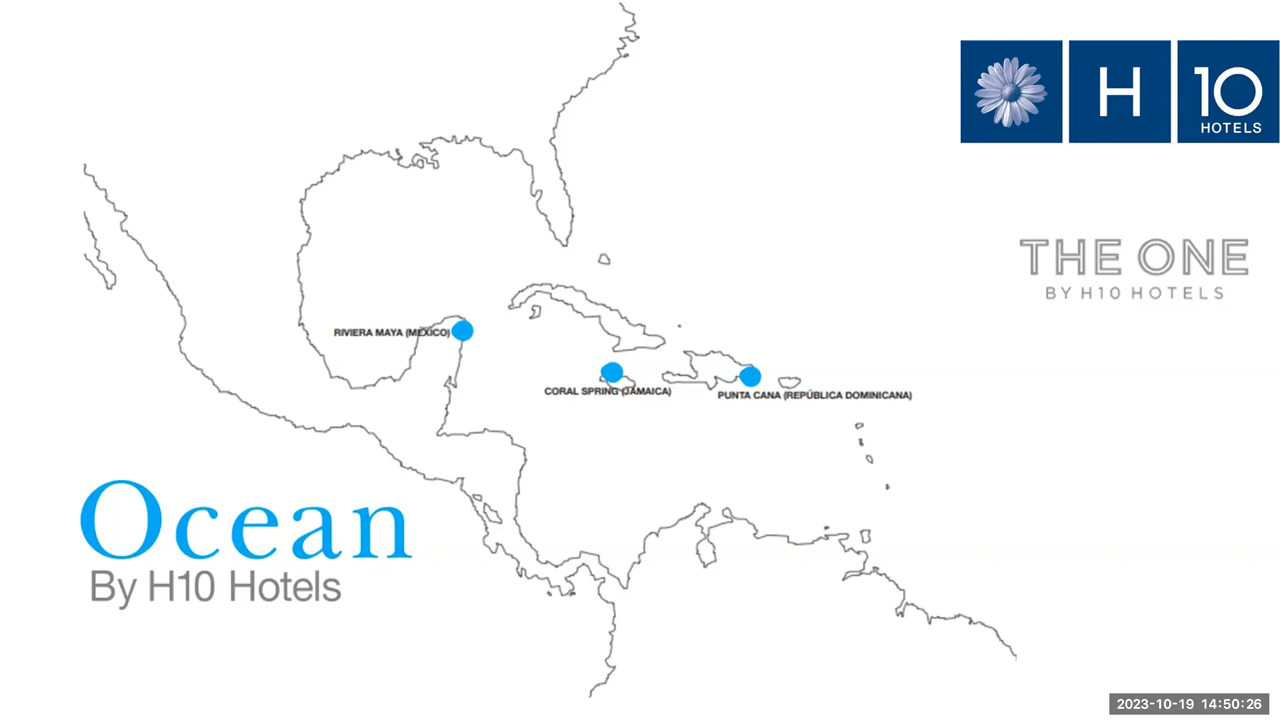 H
10
HOTELS
THE ONE
BY H10 HOTELS
RIVIERA MAYA (MEXICO)
CORAL SPRING (JAMAICA)
PUNTA CANA (REPÚBLICA DOMINICANA)
Ocean
By H10 Hotels
2023-10-19 14:50:26